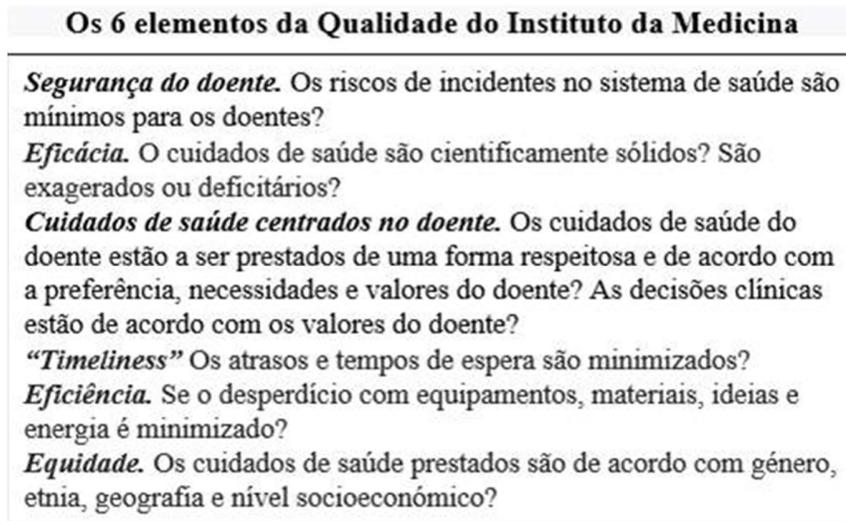 Os 6 elementos da Qualidade do Instituto da Medicina
Segurança do doente. Os riscos de incidentes no sistema de saúde são
mínimos para os doentes?
Eficácia. O cuidados de saúde são cientificamente sólidos? São
exagerados ou deficitários?
Cuidados de saúde centrados no doente. Os cuidados de saúde do
doente estão a ser prestados de uma forma respeitosa e de acordo com
a preferência, necessidades e valores do doente? As decisões clínicas
estão de acordo com os valores do doente?
“Timeliness” Os atrasos e tempos de espera são minimizados?
Eficiência. Se o desperdício com equipamentos, materiais, ideias e
energia é minimizado?
Equidade. Os cuidados de saúde prestados são de acordo com género,
etnia, geografia e nível socioeconómico?